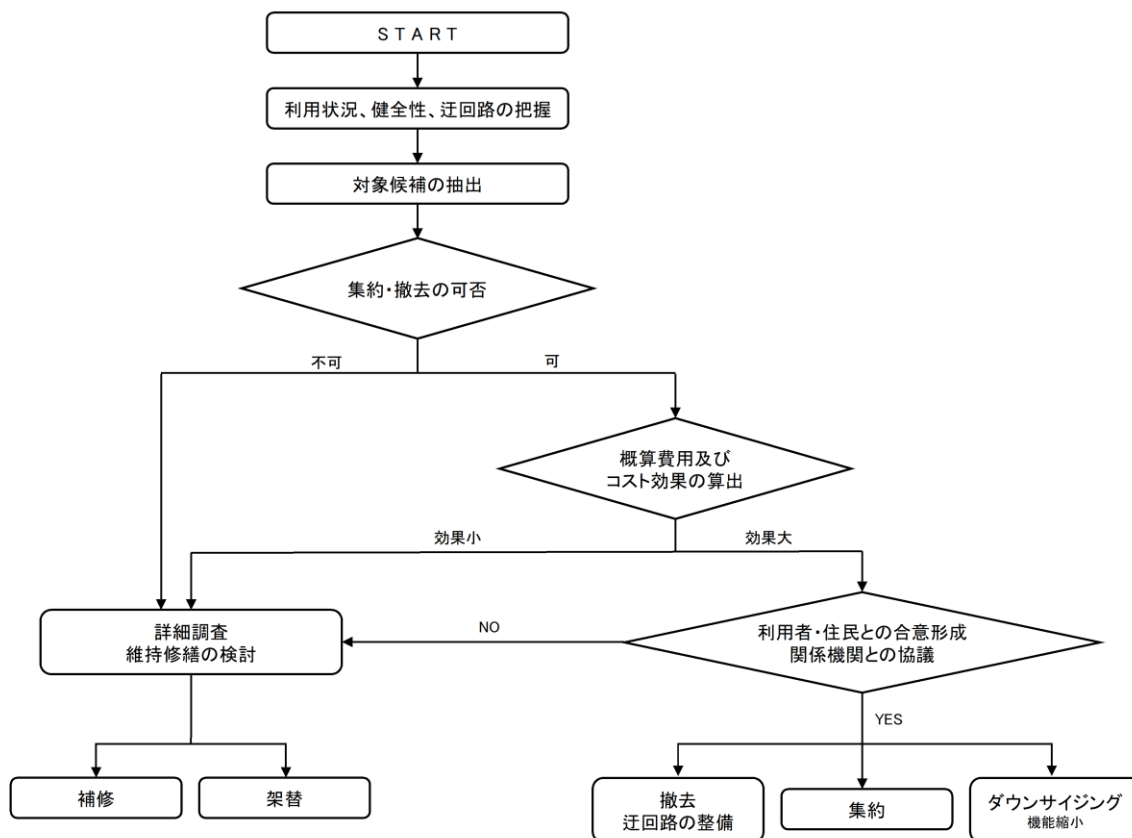 ＳＴＡＲＴ
利用状況、健全性、迂回路の把握
対象候補の抽出
集約・撤去の可否
不可
可
概算費用及び
コスト効果の算出
効果小
効果大
詳細調査
維持修繕の検討
NO
利用者・住民との合意形成
関係機関との協議
YES
補修
架替
撤去
迂回路の整備
集約
ダウンサイジング
機能縮小